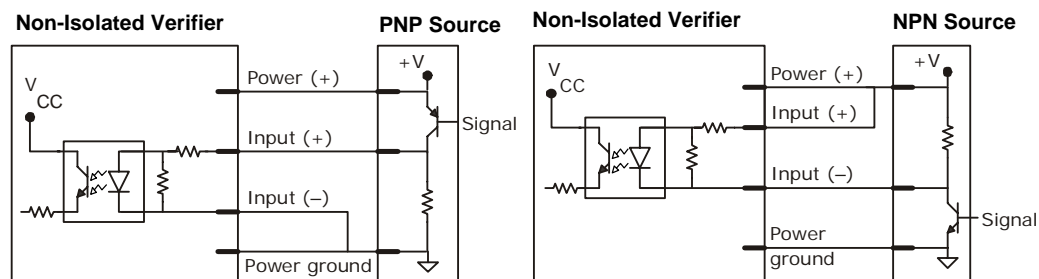 Non-Isolated Verifier
PNP Source
V
CC
Power (+)
+V
Signal
Input (+)
Input (–)
Power ground
Non-Isolated Verifier
NPN Source
V
CC
Power (+)
+V
Input (+)
Input (–)
Signal
Power
ground